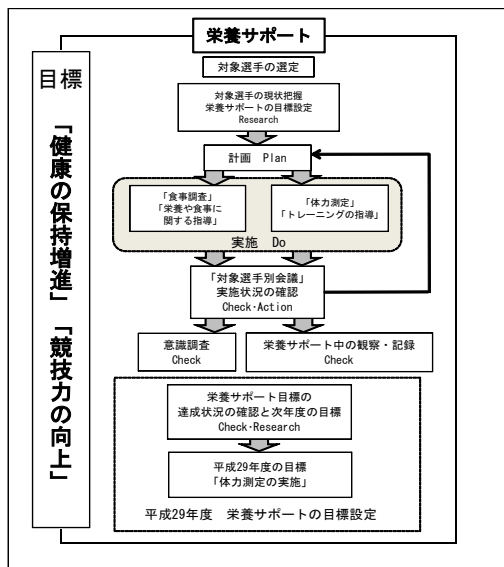 栄養サポート
目標
「健康の保持増進」「競技力の向上」
対象選手の選定
対象選手の現状把握
栄養サポートの目標設定
Research
計画 Plan
「食事調査」
「栄養や食事に
関する指導」
「体力測定」
「トレーニングの指導」
実施 Do
「対象選手別会議」
実施状況の確認
Check・Action
意識調査
Check
栄養サポート中の観察・記録
Check
栄養サポート目標の
達成状況の確認と次年度の目標
Check・Research
平成29年度の目標
「体力測定の実施」
平成29年度 栄養サポートの目標設定